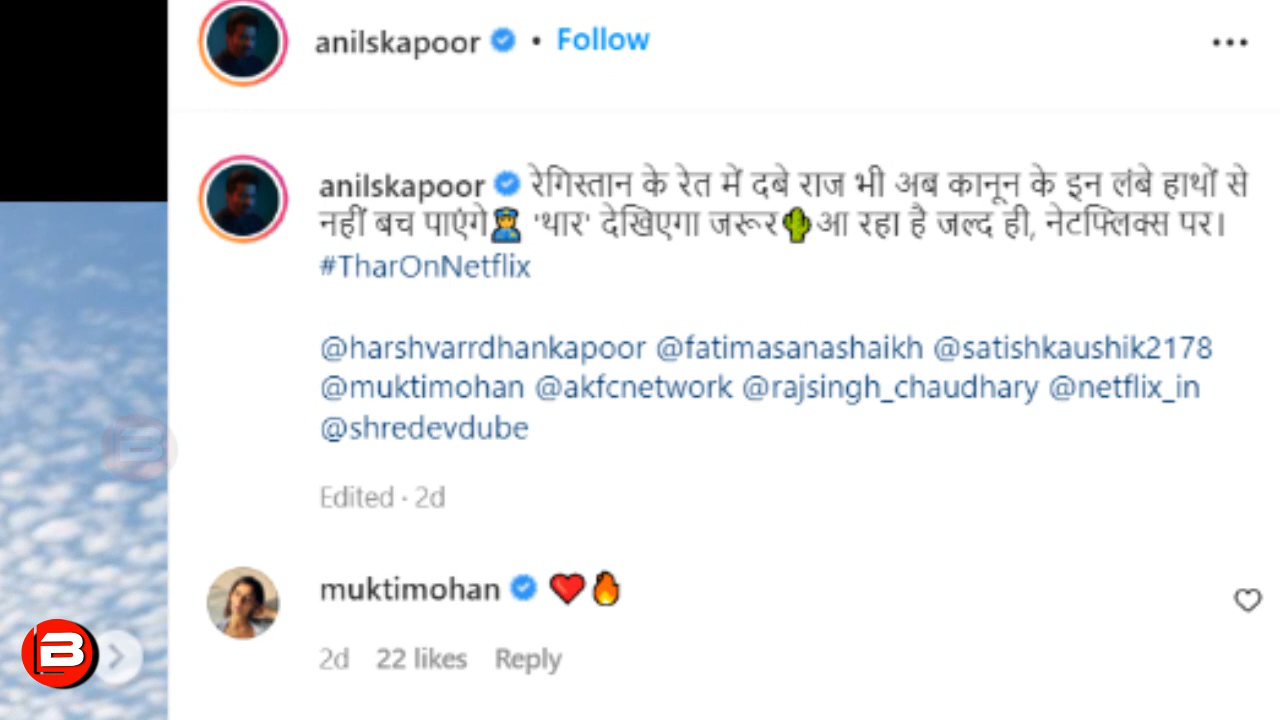 anilskapoor • Follow
anilskapoor रेगिस्तान के रेत में दबे राज भी अब कानून के इन लंबे हाथों से
नहीं बच पाएंगे👮 'थार' देखिएगा जरूर🌵आ रहा है जल्द ही, नेटफ्लिक्स पर।
#TharOnNetflix
@harshvarrdhankapoor @fatimasanashaikh @satishkaushik2178
@muktimohan @akfcnetwork @rajsingh_chaudhary @netflix_in
@shredevdube
Edited · 2d
muktimohan ❤️🔥
2d 22 likes Reply
B